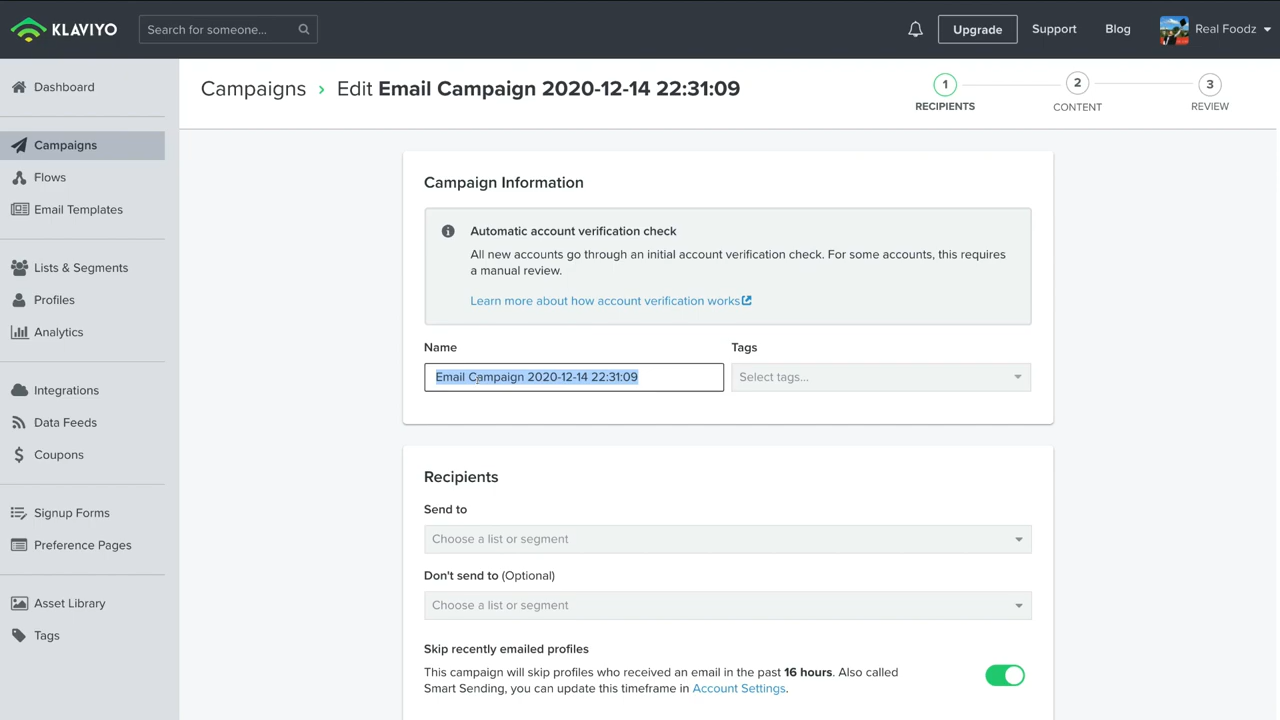 KLAVIYO
Search for someone...
Upgrade
Support
Blog
Real Foodz
Dashboard
Campaigns
Flows
Email Templates
Lists & Segments
Profiles
Analytics
Integrations
Data Feeds
Coupons
Signup Forms
Preference Pages
Asset Library
Tags
Campaigns › Edit Email Campaign 2020-12-14 22:31:09
1
RECIPIENTS
2
CONTENT
3
REVIEW
Campaign Information
Automatic account verification check
All new accounts go through an initial account verification check. For some accounts, this requires
a manual review.
Learn more about how account verification works
Name
Tags
Email Campaign 2020-12-14 22:31:09
Select tags...
Recipients
Send to
Choose a list or segment
Don't send to (Optional)
Choose a list or segment
Skip recently emailed profiles
This campaign will skip profiles who received an email in the past 16 hours. Also called
Smart Sending, you can update this timeframe in Account Settings.